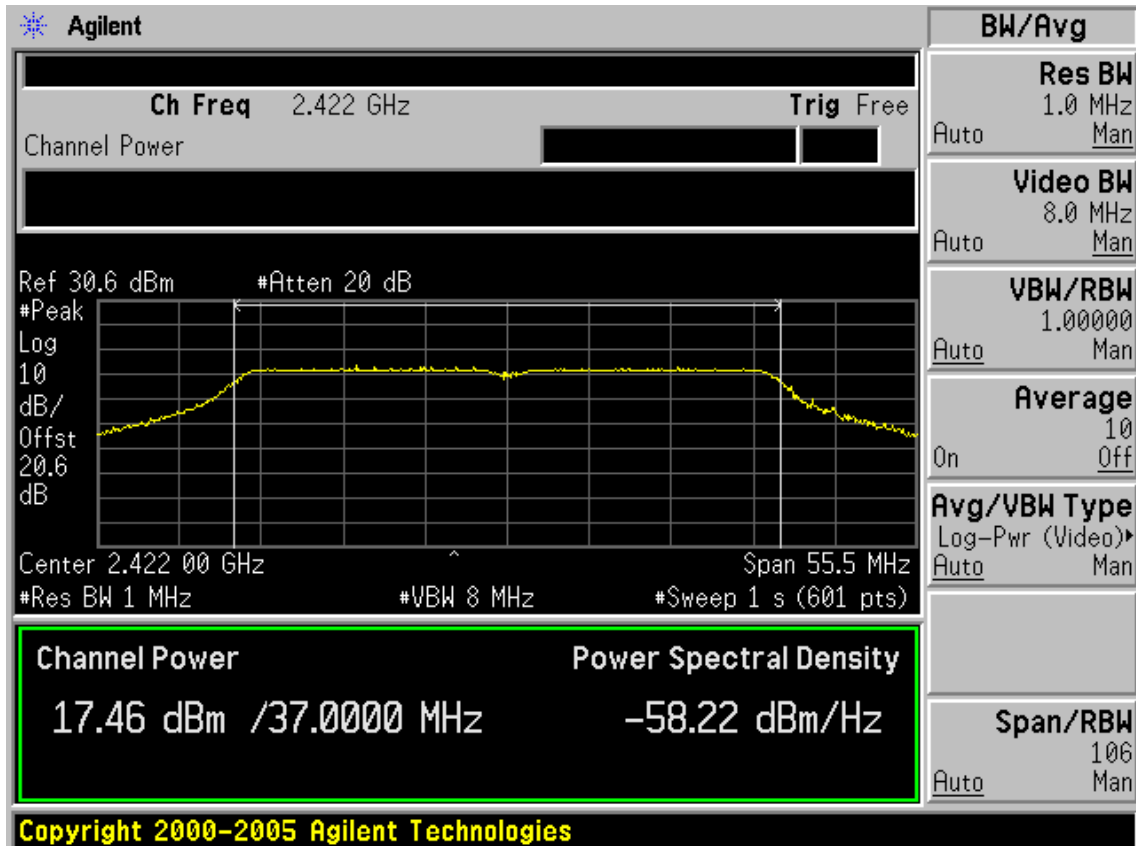 Agilent
BW/Avg
Ch Freq 2.422 GHz Trig Free
Channel Power
Ref 30.6 dBm #Atten 20 dB
#Peak
Log
10
dB/
Offst
20.6
dB
Center 2.422 00 GHz Span 55.5 MHz
#Res BW 1 MHz #VBW 8 MHz #Sweep 1 s (601 pts)
Channel Power Power Spectral Density
17.46 dBm /37.0000 MHz -58.22 dBm/Hz
Copyright 2000-2005 Agilent Technologies
Res BW
1.0 MHz
Auto Man
Video BW
8.0 MHz
Auto Man
VBW/RBW
1.00000
Auto Man
Average
10
On Off
Avg/VBW Type
Log-Pwr (Video)
Auto Man
Span/RBW
106
Auto Man